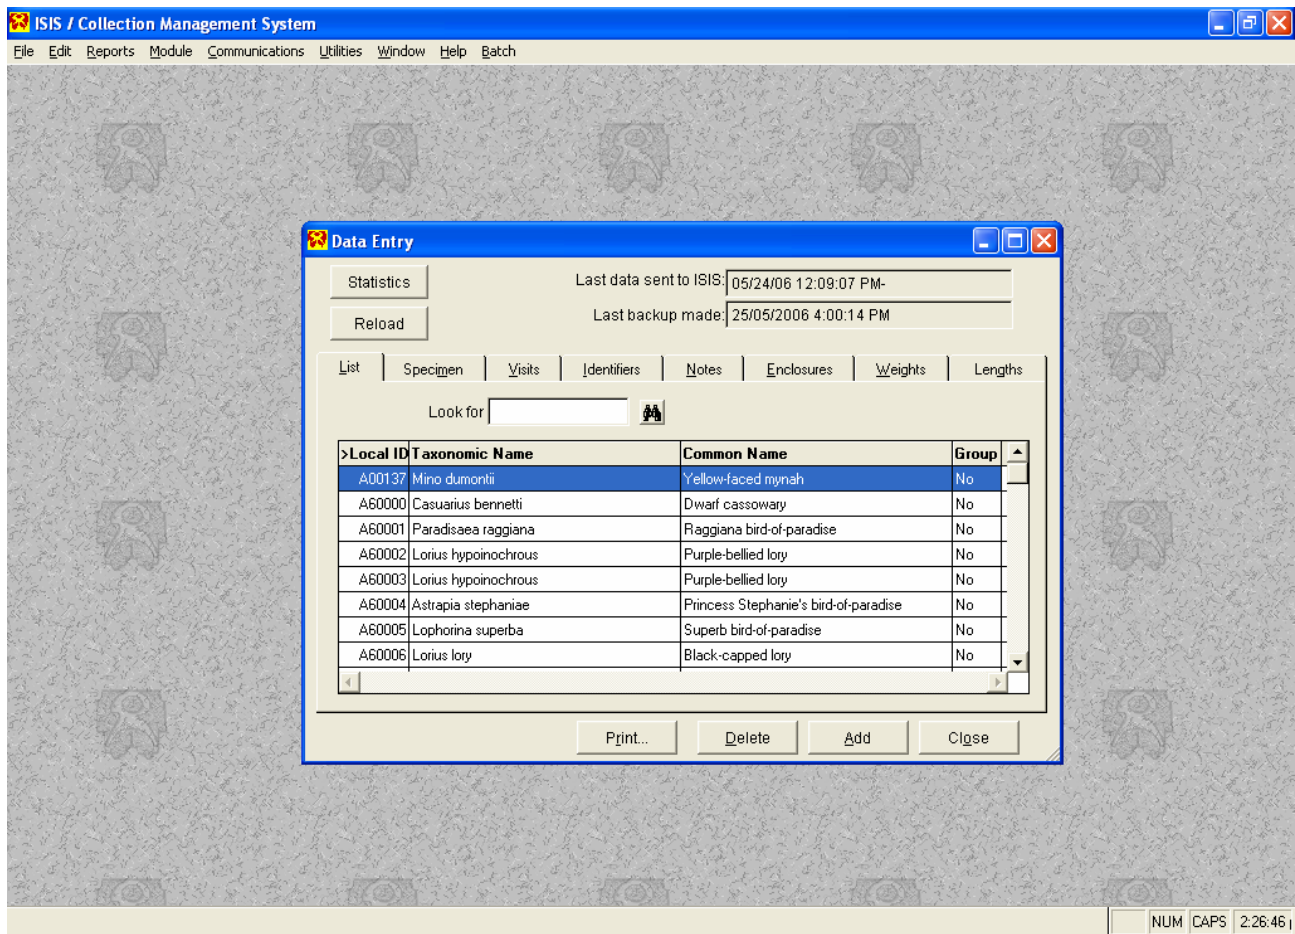 ISIS / Collection Management System
File Edit Reports Module Communications Utilities Window Help Batch
Data Entry
Statistics Last data sent to ISIS: 05/24/06 12:09:07 PM-
Reload Last backup made: 25/05/2006 4:00:14 PM
List Specimen Visits Identifiers Notes Enclosures Weights Lengths
Look for
>Local ID Taxonomic Name Common Name Group
A00137 Mino dumontii Yellow-faced mynah No
A60000 Casuarius bennetti Dwarf cassowary No
A60001 Paradisaea raggiana Raggiana bird-of-paradise No
A60002 Lorius hypoinochrous Purple-bellied lory No
A60003 Lorius hypoinochrous Purple-bellied lory No
A60004 Astrapia stephaniae Princess Stephanie's bird-of-paradise No
A60005 Lophorina superba Superb bird-of-paradise No
A60006 Lorius lory Black-capped lory No
Print... Delete Add Close
NUM CAPS 2:26:46